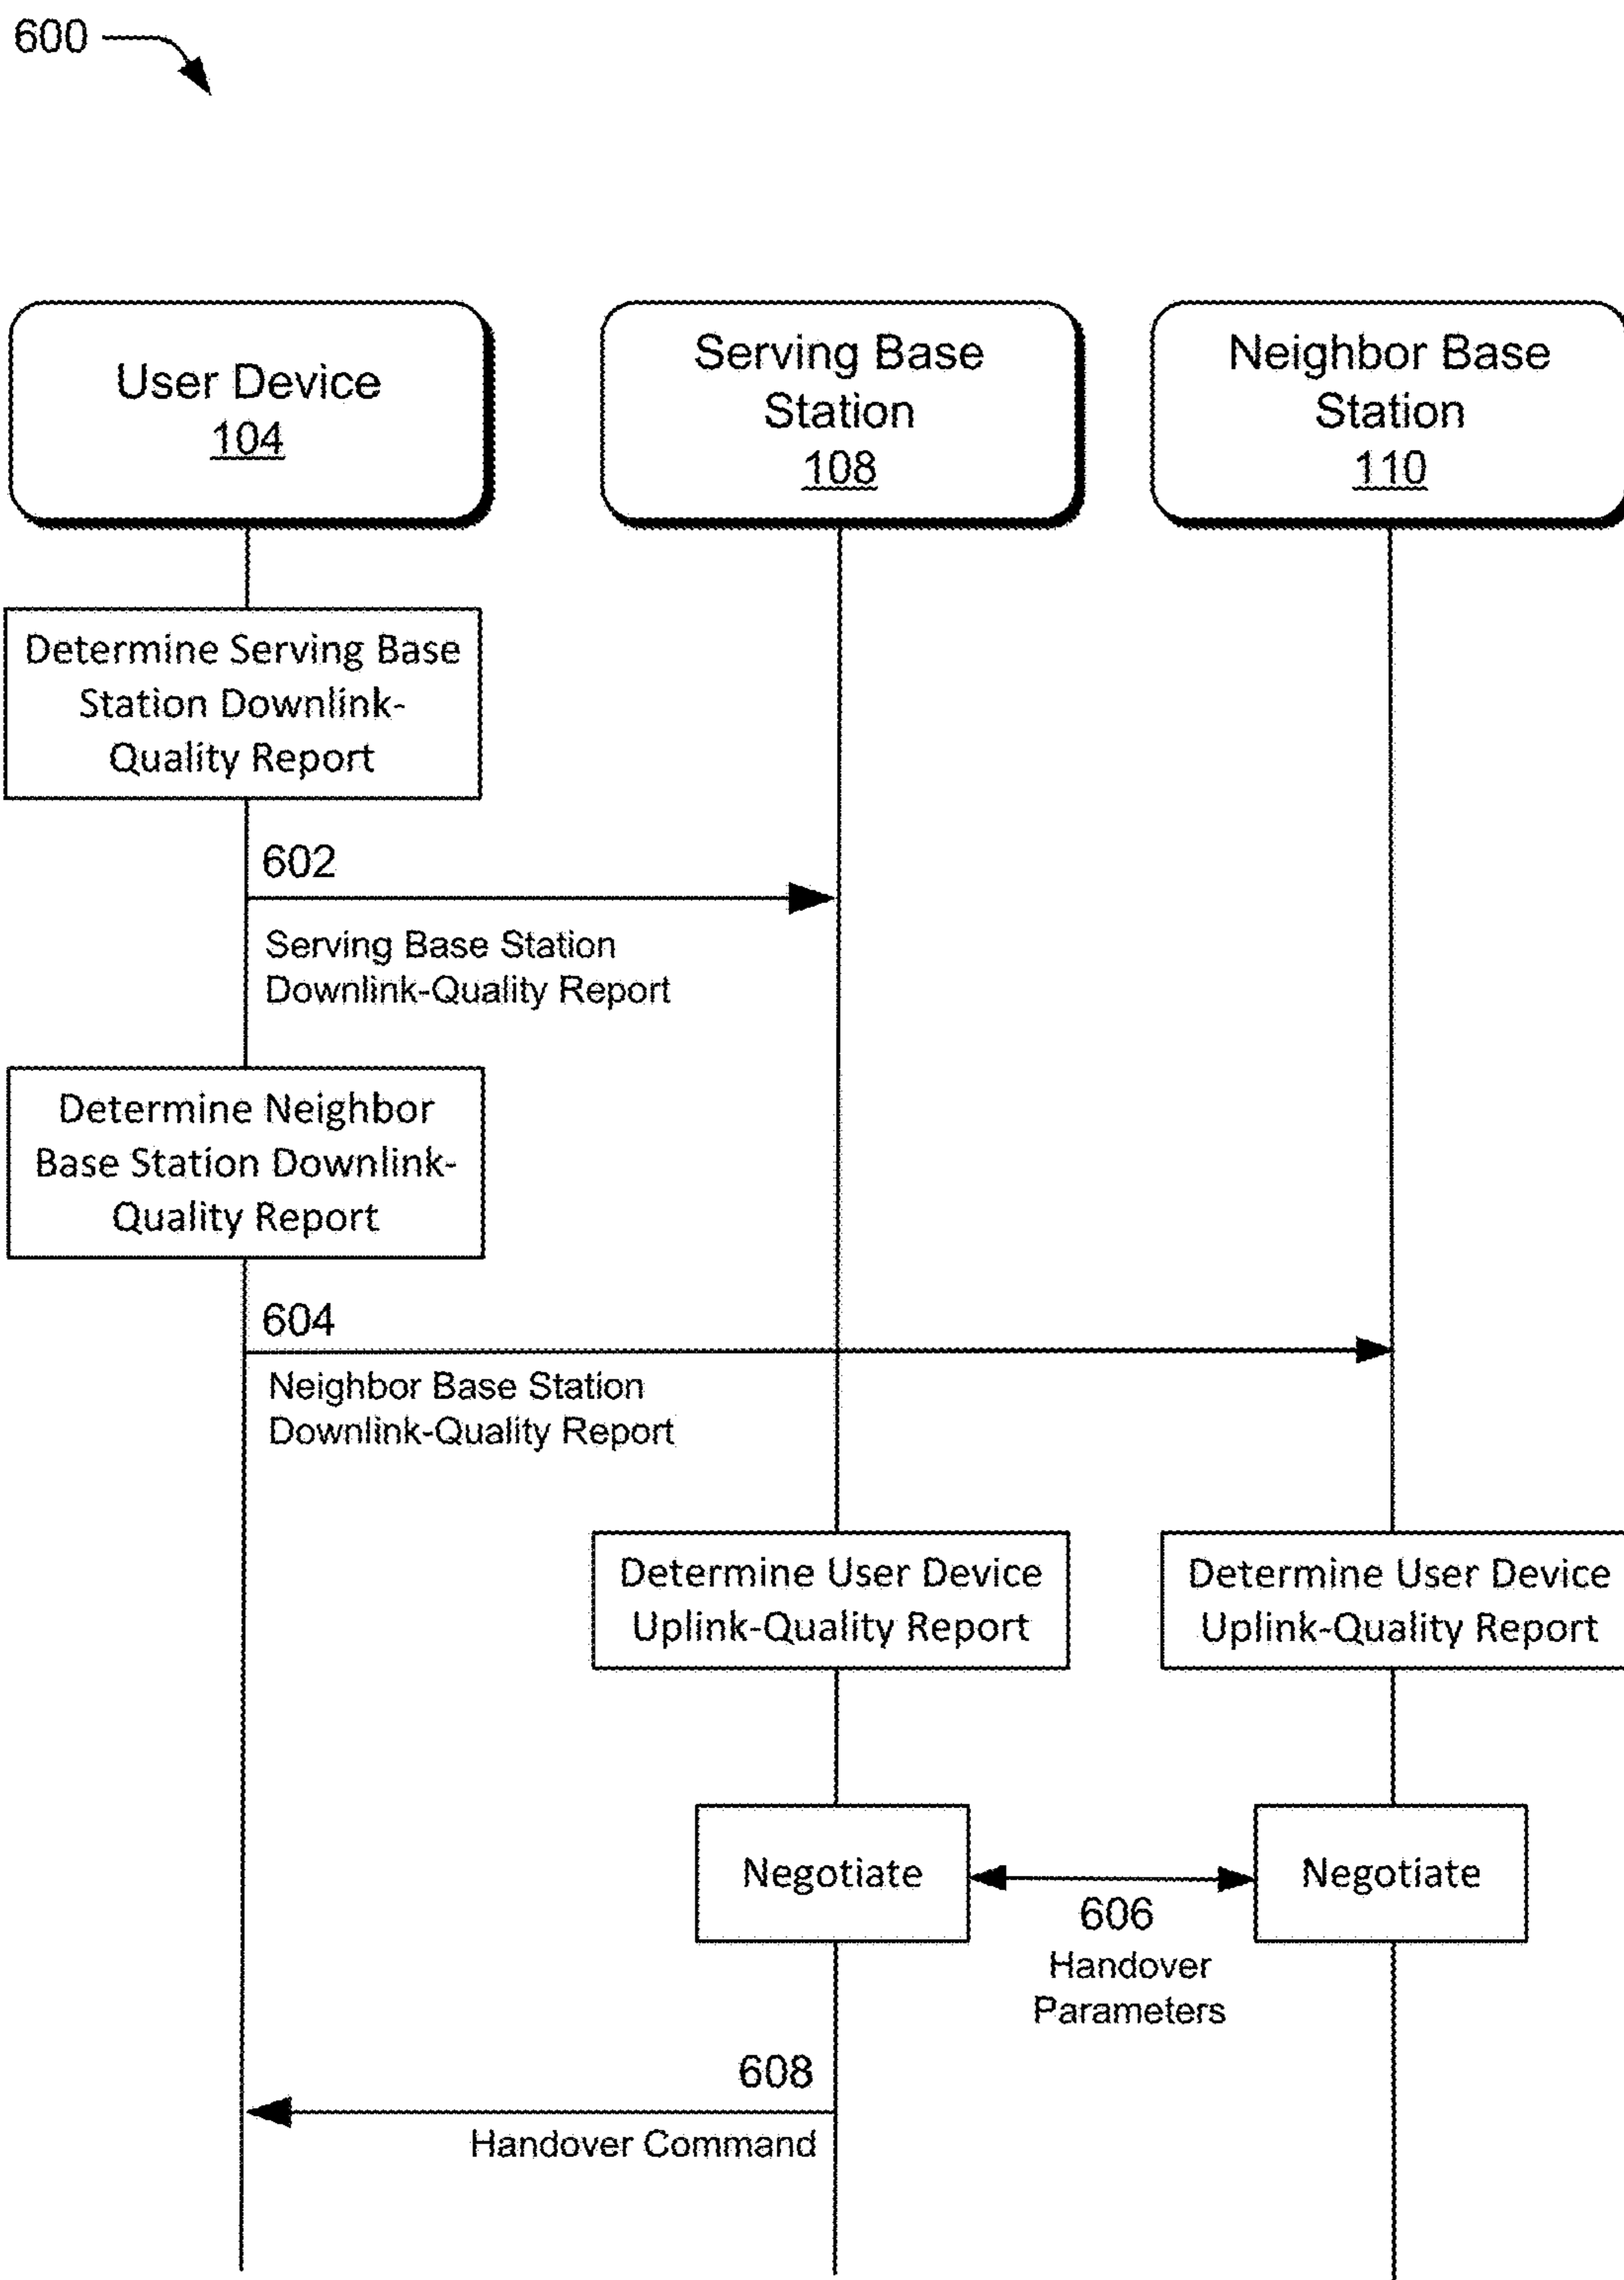 600
User Device
104
Serving Base
Station
108
Neighbor Base
Station
110
Determine Serving Base
Station Downlink-
Quality Report
602
Serving Base Station
Downlink-Quality Report
Determine Neighbor
Base Station Downlink-
Quality Report
604
Neighbor Base Station
Downlink-Quality Report
Determine User Device
Uplink-Quality Report
Determine User Device
Uplink-Quality Report
Negotiate
Negotiate
606
Handover
Parameters
608
Handover Command